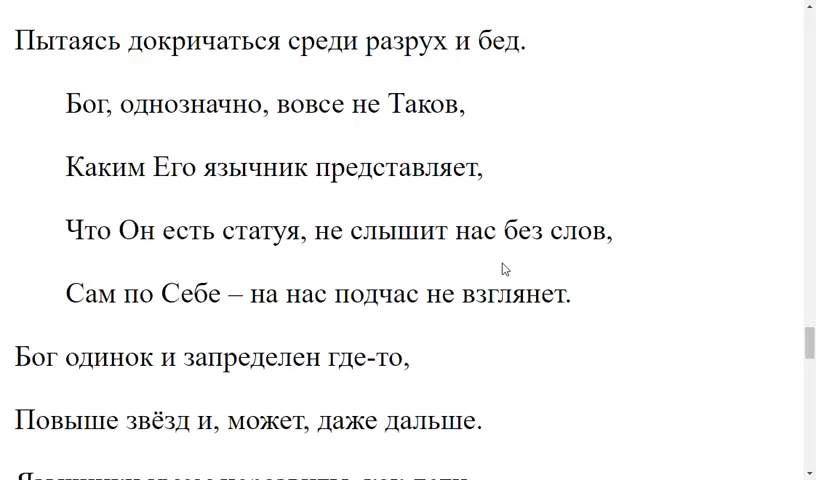 Пытаясь докричаться среди разрух и бед.
Бог, однозначно, вовсе не Таков,
Каким Его язычник представляет,
Что Он есть статуя, не слышит нас без слов,
Сам по Себе – на нас подчас не взглянет.
Бог одинок и запределен где-то,
Повыше звёзд и, может, даже дальше.